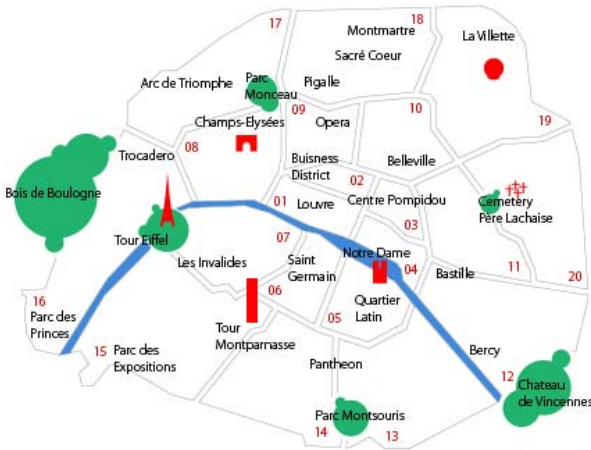 17
18
Montmartre
La Villette
Sacré Coeur
Arc de Triomphe
Parc
Monceau
Pigalle
09
10
Champs-Elysées
Opera
19
08
Trocadero
Buisness
District
Belleville
02
Bois de Boulogne
01
Louvre
Centre Pompidou
Cemetery
Père Lachaise
03
Tour Eiffel
07
Notre Dame
Les Invalides
Saint
Germain
04
Bastille
11
20
16
06
Quartier
Latin
Parc des
Princes
05
Tour
Montparnasse
15
Parc des
Expositions
Pantheon
Bercy
12
Chateau
de Vincennes
Parc Montsouris
14
13